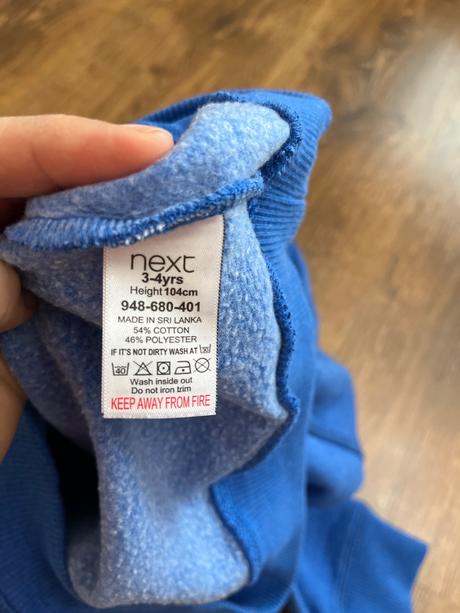 next
3-4yrs
Height 104cm
948-680-401
MADE IN SRI LANKA
54% COTTON
46% POLYESTER
IF IT'S NOT DIRTY WASH AT 30
40
Wash inside out
Do not iron trim
KEEP AWAY FROM FIRE